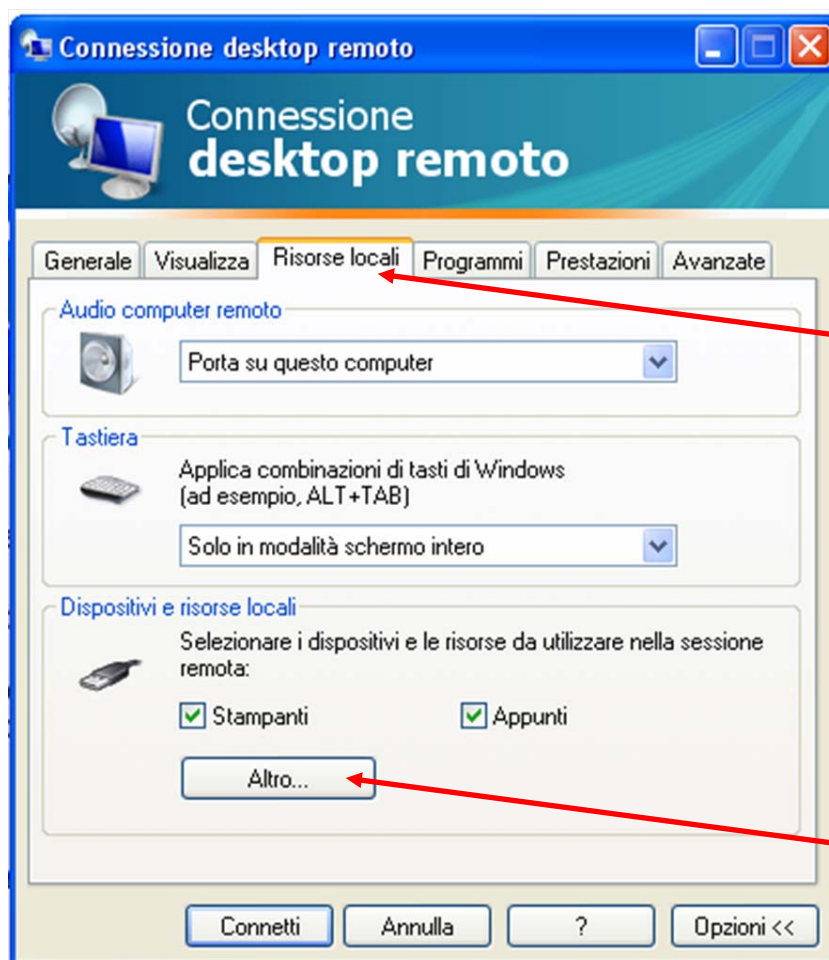 Connessione desktop remoto
Connessione
desktop remoto
Generale Visualizza Risorse locali Programmi Prestazioni Avanzate
Audio computer remoto
Porta su questo computer
Tastiera
Applica combinazioni di tasti di Windows
(ad esempio, ALT+TAB)
Solo in modalità schermo intero
Dispositivi e risorse locali
Selezionare i dispositivi e le risorse da utilizzare nella sessione
remota:
Stampanti Appunti
Altro...
Connetti Annulla ? Opzioni <<